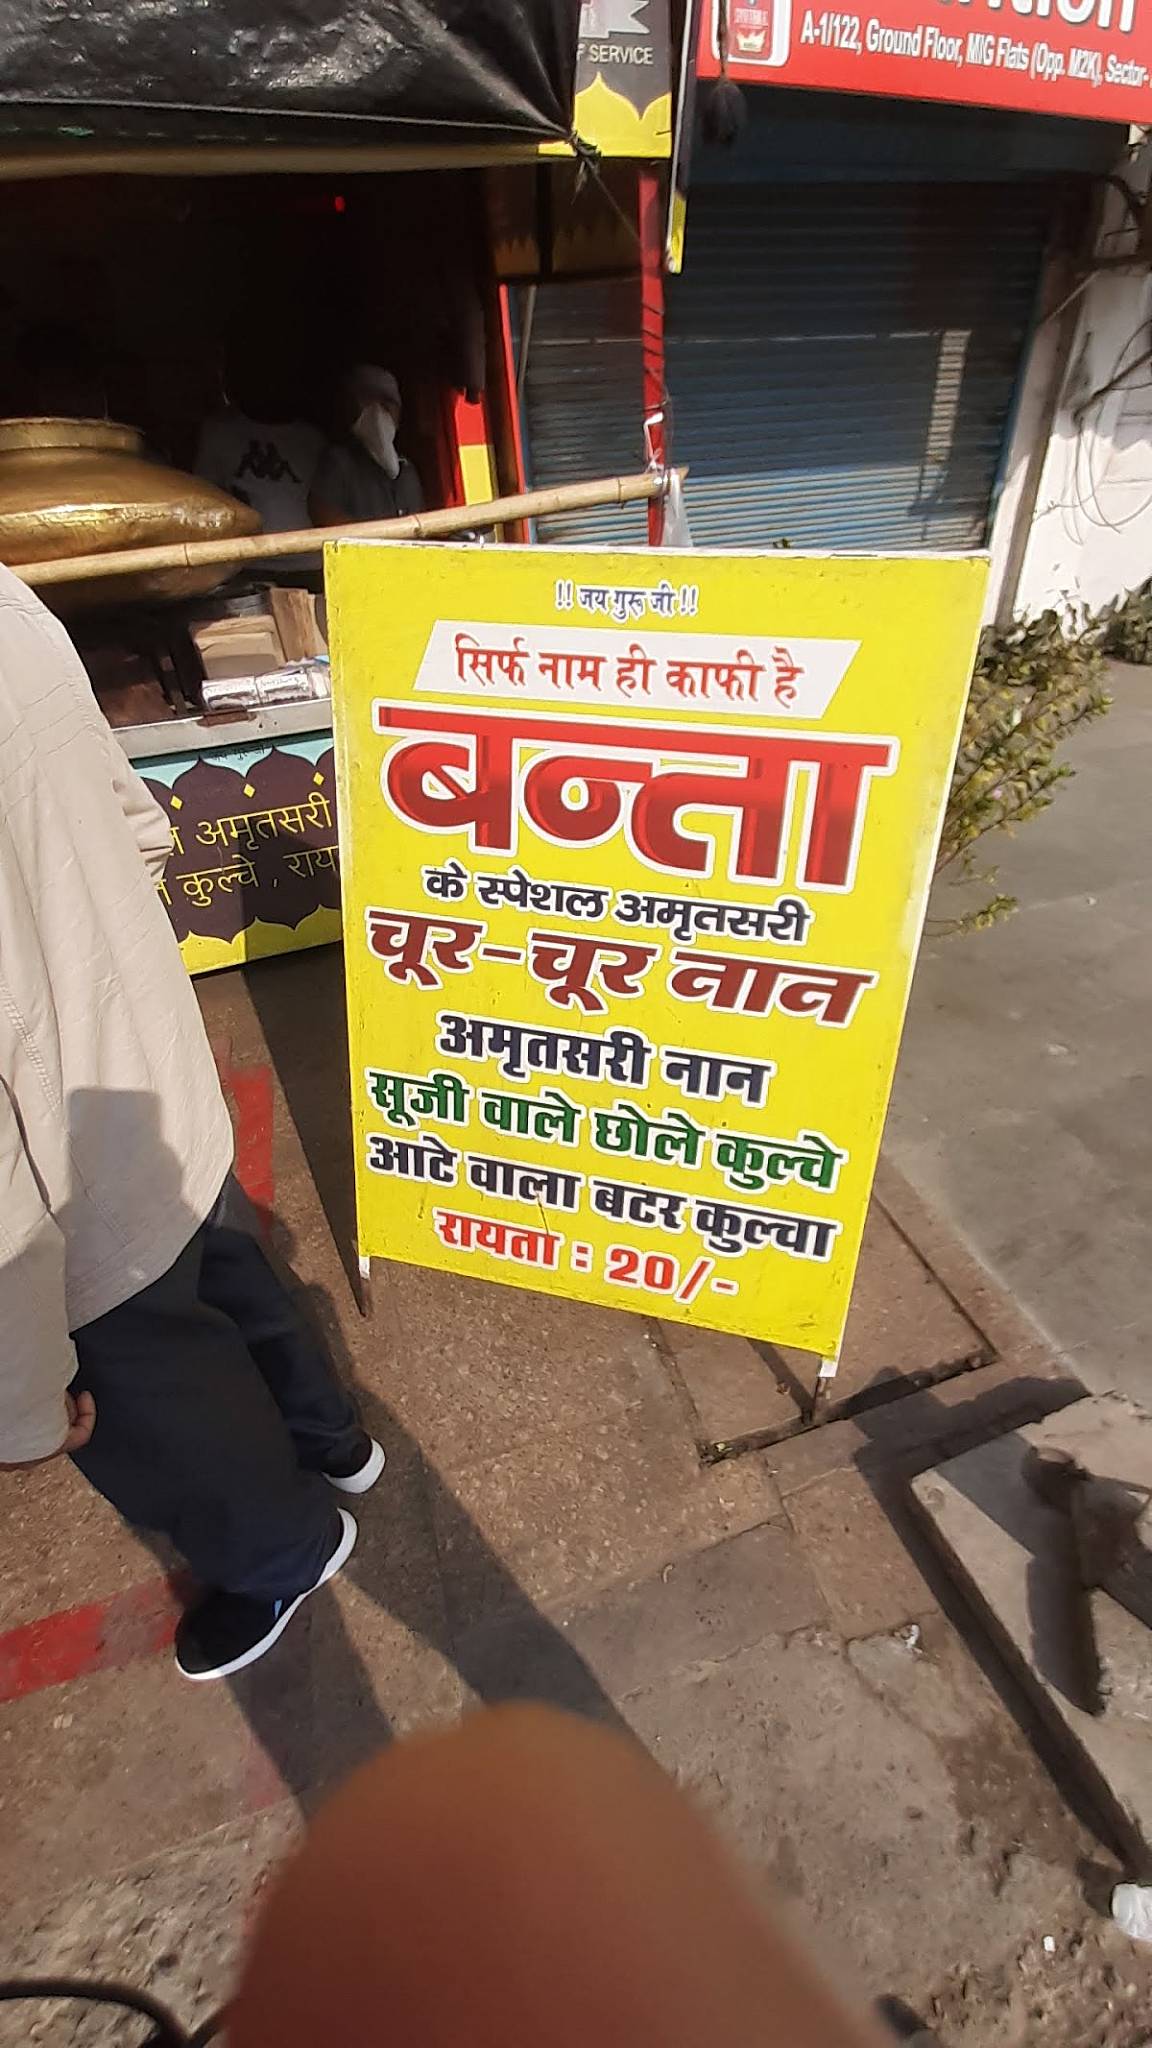 F SERVICE
A-1/122, Ground Floor, MIG Flats (Opp. M2K), Sector-
!! जय गुरू जी !!
सिर्फ नाम ही काफी है
बन्ता
के स्पेशल अमृतसरी
चूर-चूर नान
अमृतसरी नान
सूजी वाले छोले कुल्चे
आटे वाला बटर कुल्चा
रायता : 20/-
अमृतसरी
कुल्चे, राय